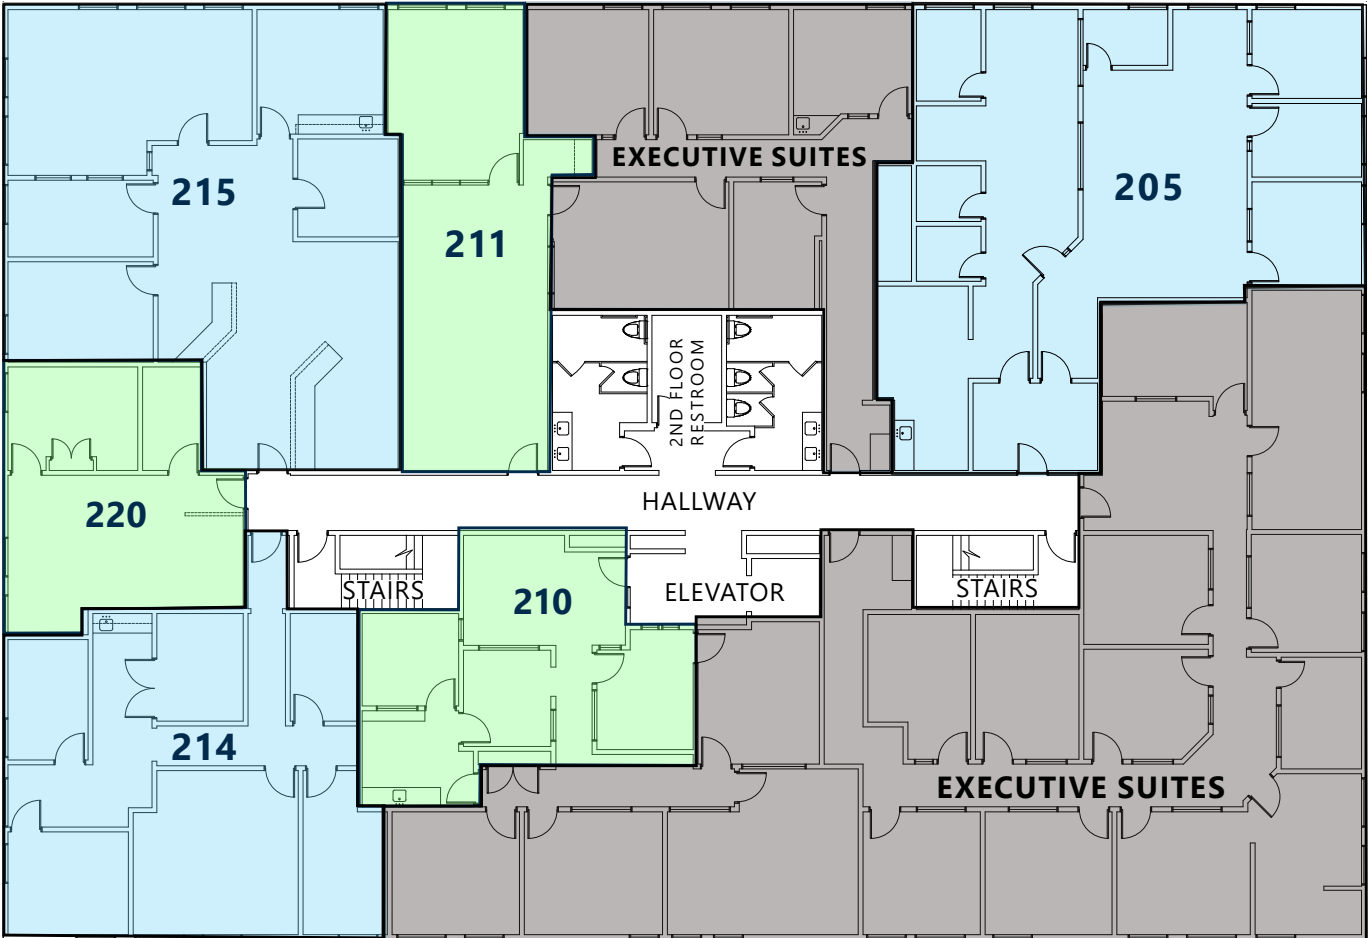 EXECUTIVE SUITES
215
205
211
2ND FLOOR
RESTROOM
HALLWAY
220
STAIRS
ELEVATOR
STAIRS
210
214
EXECUTIVE SUITES